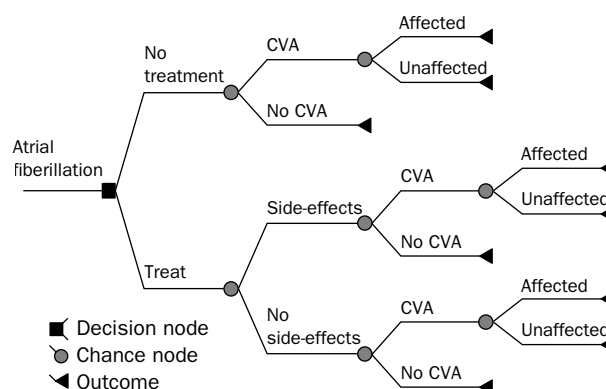 Affected
No
treatment
CVA
Unaffected
No CVA
Atrial
fiberillation
Affected
CVA
Side-effects
Unaffected
No CVA
Treat
Affected
No
side-effects
CVA
Unaffected
No CVA
Decision node
Chance node
Outcome